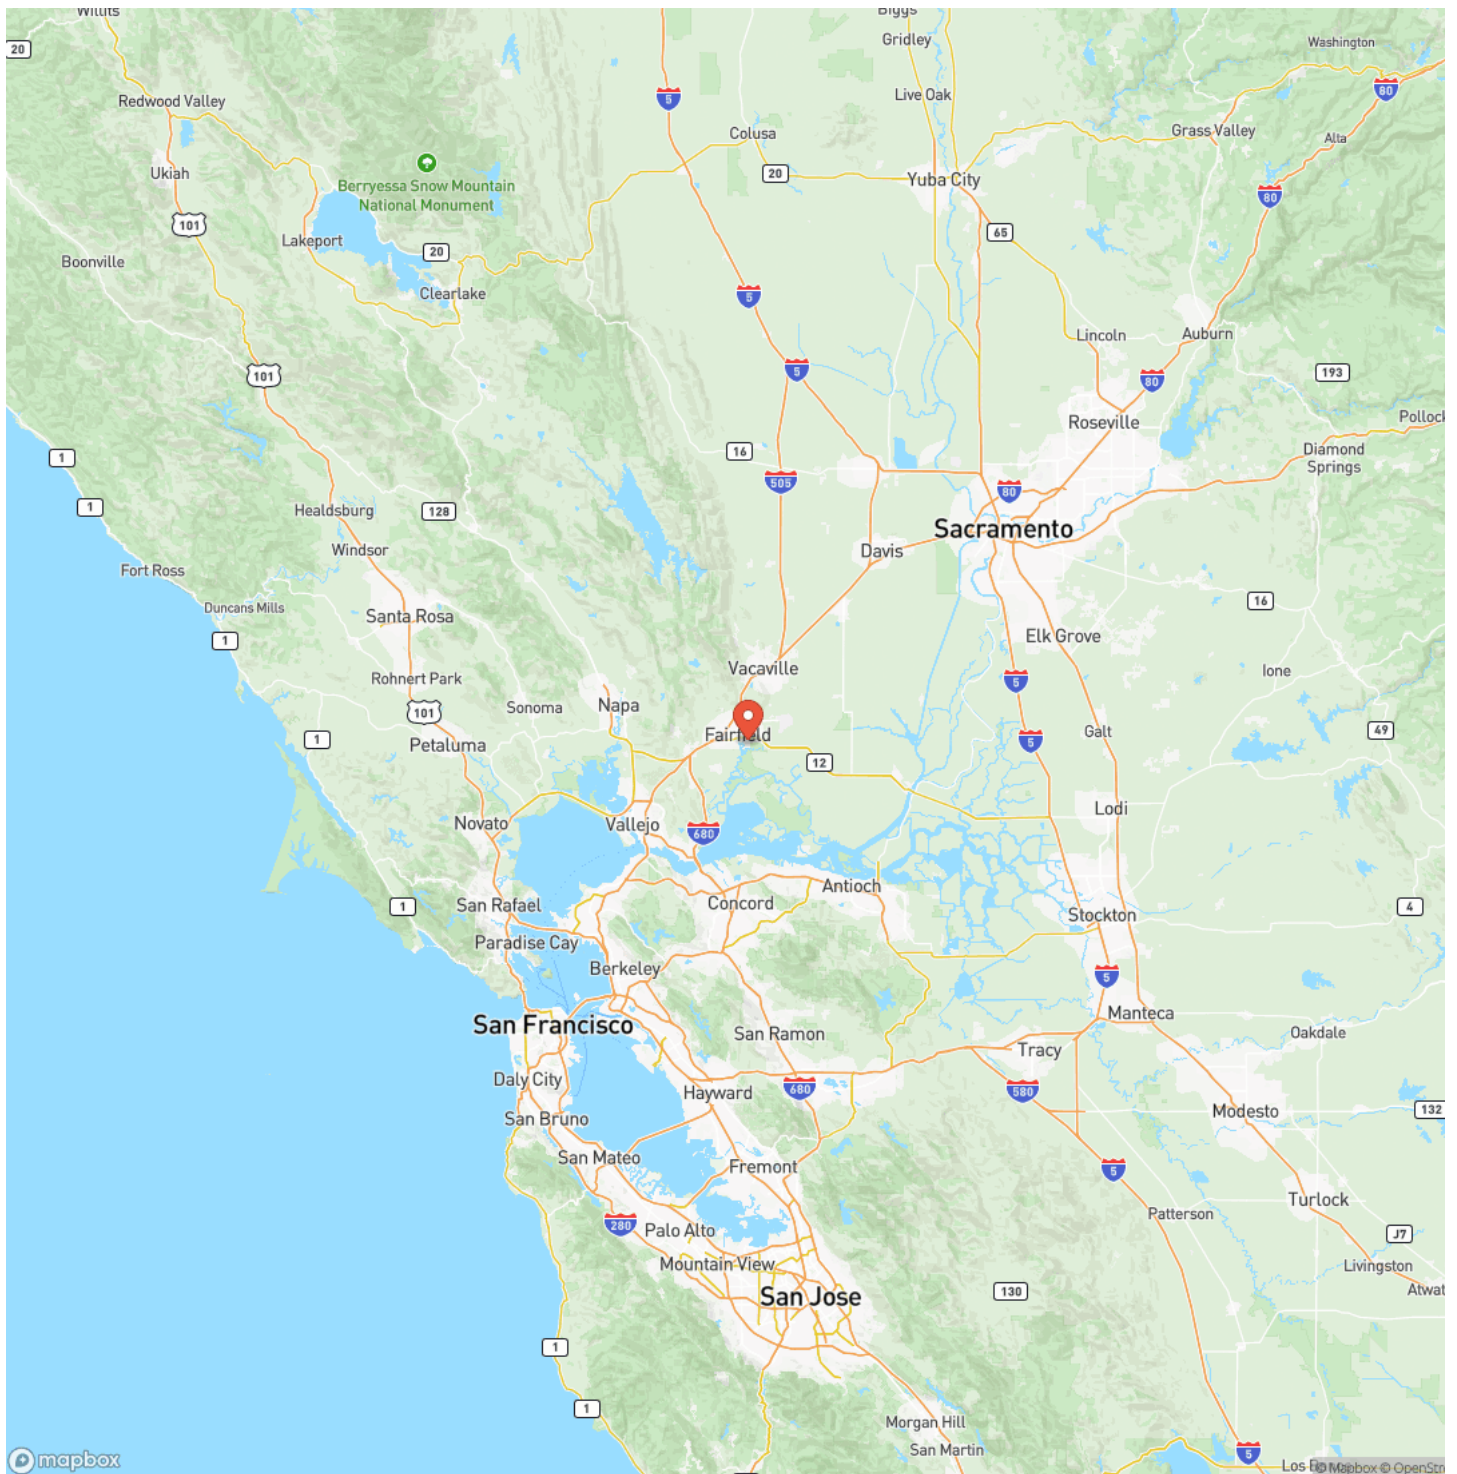 Willits
Biggs
Gridley
Washington
20
80
5
Live Oak
Redwood Valley
Colusa
Grass Valley
Alta
Ukiah
20
Yuba City
80
Berryessa Snow Mountain
National Monument
101
65
Lakeport
20
Boonville
Clearlake
5
Lincoln
Auburn
5
101
193
80
Pollock
Roseville
1
16
Diamond
Springs
505
80
1
Healdsburg
128
Sacramento
Windsor
Davis
Fort Ross
Duncans Mills
Santa Rosa
16
1
Elk Grove
Vacaville
Ione
Rohnert Park
5
Napa
Sonoma
101
49
Galt
1
5
Fairfield
Petaluma
12
Lodi
Novato
Vallejo
680
Antioch
San Rafael
Concord
1
4
Stockton
Paradise Cay
Berkeley
5
Manteca
San Francisco
San Ramon
Oakdale
Tracy
Daly City
680
580
Hayward
132
Modesto
San Bruno
San Mateo
Fremont
5
Turlock
Patterson
280
Palo Alto
J7
Mountain View
Livingston
San Jose
130
Atwat
1
1
Morgan Hill
San Martin
5
mapbox
Los
© Mapbox © OpenStre